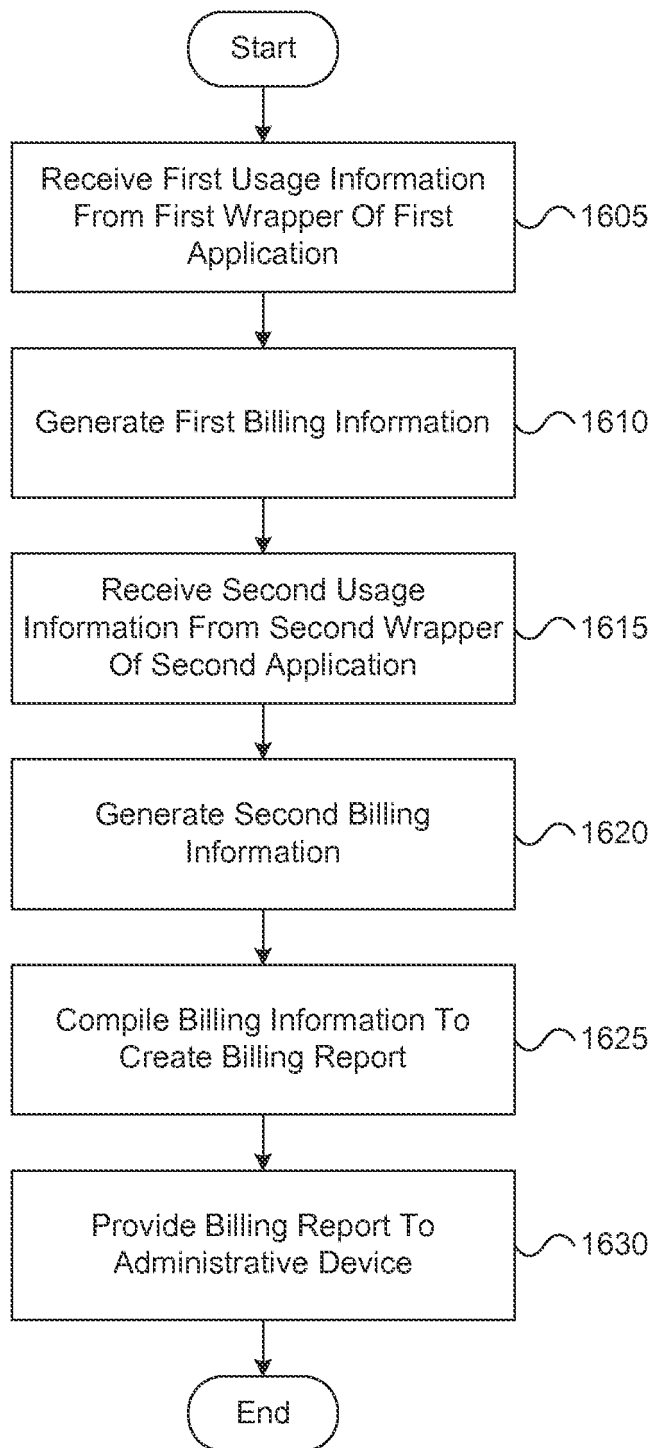 Start
Receive First Usage Information
From First Wrapper Of First
Application
1605
Generate First Billing Information
1610
Receive Second Usage
Information From Second Wrapper
Of Second Application
1615
Generate Second Billing
Information
1620
Compile Billing Information To
Create Billing Report
1625
Provide Billing Report To
Administrative Device
1630
End